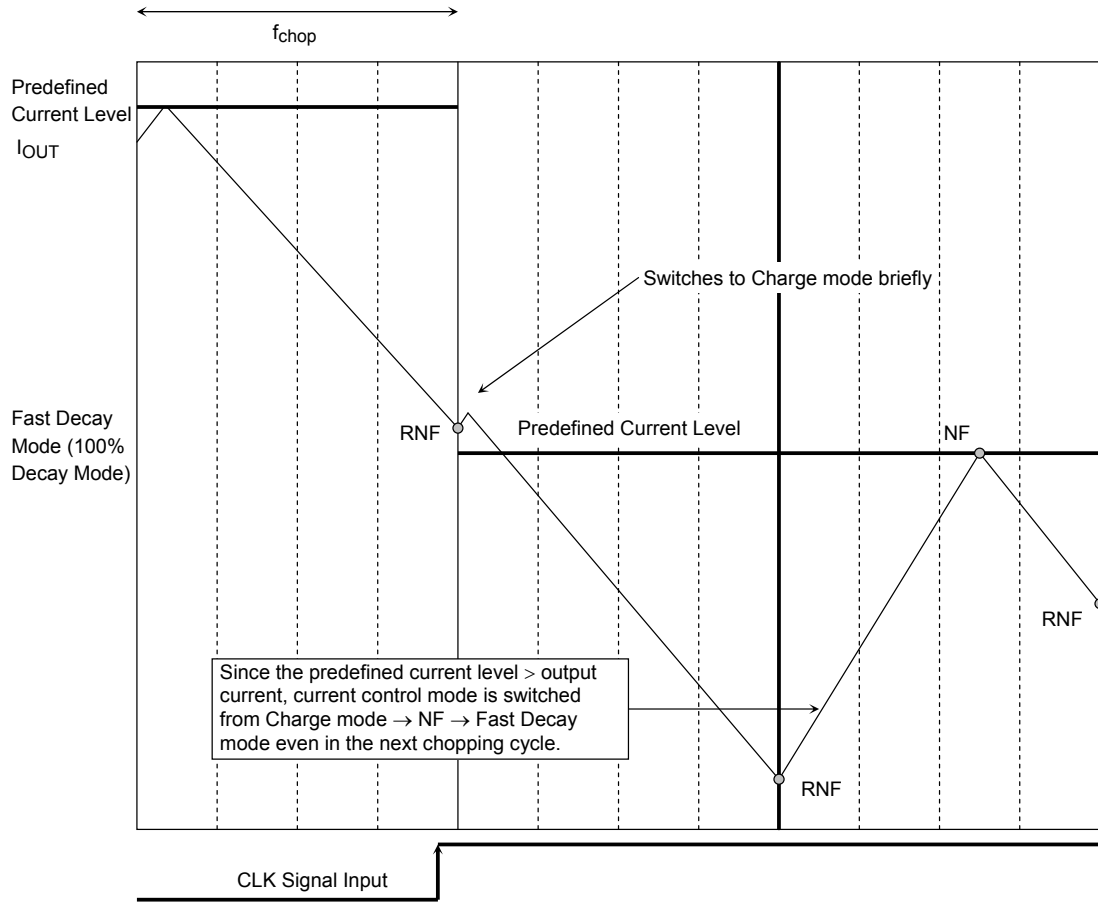 fchop
Predefined
Current Level
IOUT
Switches to Charge mode briefly
Fast Decay
Mode (100%
Decay Mode)
RNF
Predefined Current Level
NF
RNF
Since the predefined current level > output
current, current control mode is switched
from Charge mode → NF → Fast Decay
mode even in the next chopping cycle.
RNF
CLK Signal Input